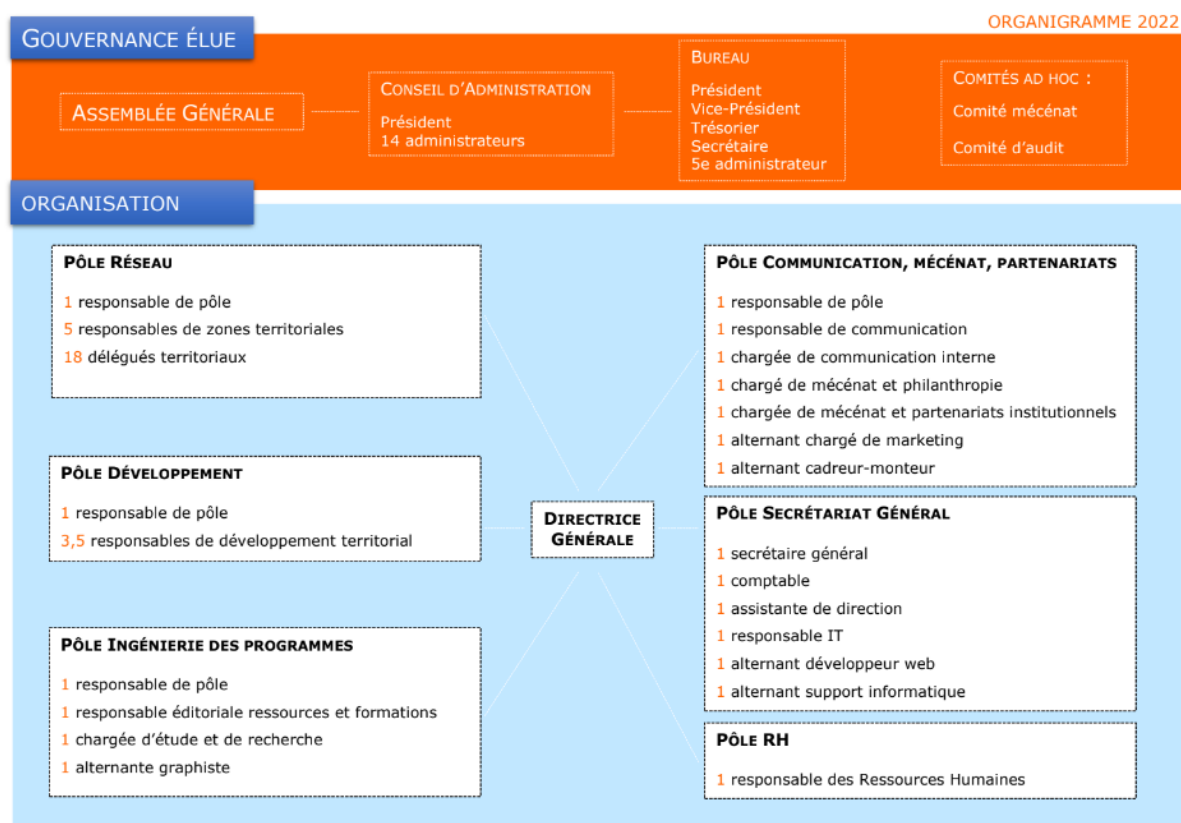 ORGANIGRAMME 2022
GOUVERNANCE ÉLUE
ASSEMBLÉE GÉNÉRALE
CONSEIL D'ADMINISTRATION
Président
14 administrateurs
BUREAU
Président
Vice-Président
Trésorier
Secrétaire
5e administrateur
COMITÉS AD HOC :
Comité mécénat
Comité d'audit
ORGANISATION
PÔLE RÉSEAU
1 responsable de pôle
5 responsables de zones territoriales
18 délégués territoriaux
PÔLE DÉVELOPPEMENT
1 responsable de pôle
3,5 responsables de développement territorial
PÔLE INGÉNIERIE DES PROGRAMMES
1 responsable de pôle
1 responsable éditoriale ressources et formations
1 chargée d'étude et de recherche
1 alternante graphiste
DIRECTRICE
GÉNÉRALE
PÔLE COMMUNICATION, MÉCÉNAT, PARTENARIATS
1 responsable de pôle
1 responsable de communication
1 chargée de communication interne
1 chargé de mécénat et philanthropie
1 chargée de mécénat et partenariats institutionnels
1 alternant chargé de marketing
1 alternant cadreur-monteur
PÔLE SECRÉTARIAT GÉNÉRAL
1 secrétaire général
1 comptable
1 assistante de direction
1 responsable IT
1 alternant développeur web
1 alternant support informatique
PÔLE RH
1 responsable des Ressources Humaines